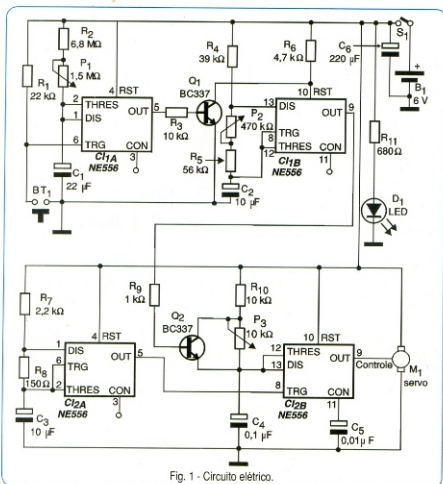 R2
6,8 MΩ
P1
1,5 MΩ
R1
22 kΩ
4 RST
2 THRES
1 DIS
OUT 5
6 TRG
CON
3
CI1A
NE556
C1
22 µF
BT1
R3
10 kΩ
Q1
BC337
R4
39 kΩ
R6
4,7 kΩ
P2
470 kΩ
R5
56 kΩ
C2
10 µF
10 RST
13 DIS
OUT 9
8 TRG
12 THRES
CON
11
CI1B
NE556
C6
220 µF
S1
B1
6 V
R11
680Ω
D1
LED
R7
2,2 kΩ
R8
150Ω
C3
10 µF
4 RST
1 DIS
6 TRG
OUT 5
2 THRES
CON
3
CI2A
NE556
R9
1 kΩ
Q2
BC337
R10
10 kΩ
P3
10 kΩ
C4
0,1 µF
10 RST
12 THRES
13 DIS
OUT 9
8 TRG
CON
11
CI2B
NE556
C5
0,01µ F
Controle
M1
servo
Fig. 1 - Circuito elétrico.